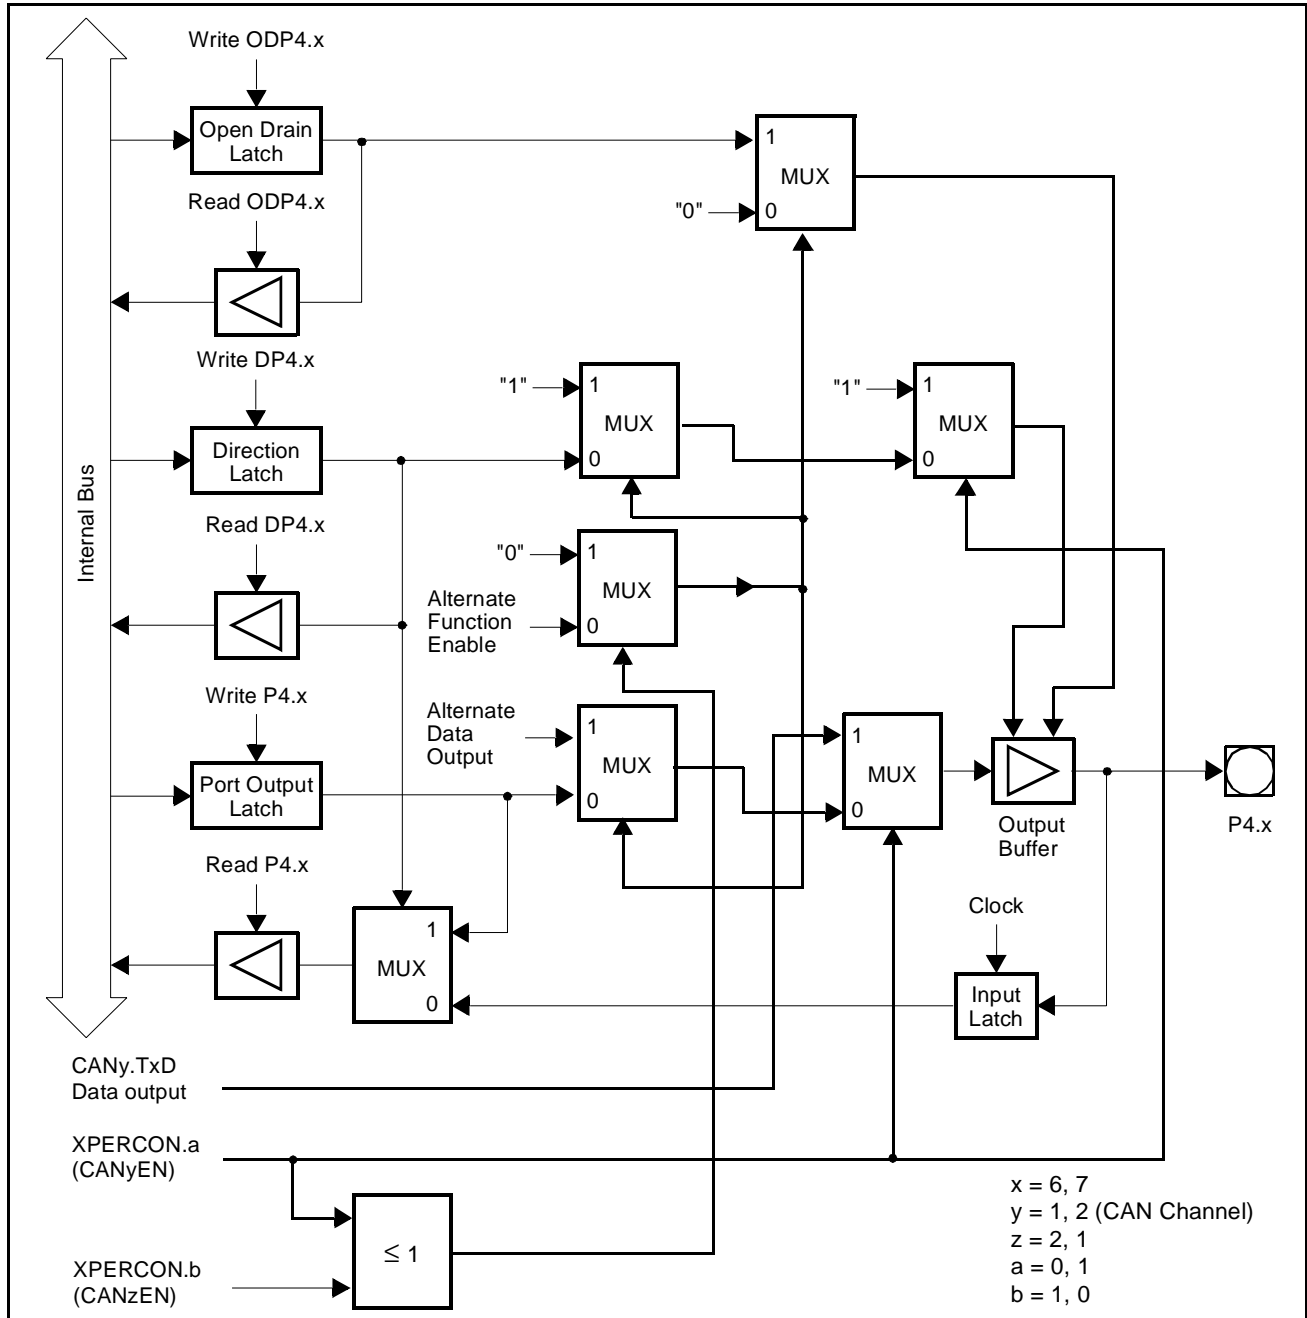 Write ODP4.x
Open Drain
Latch
1
MUX
"0"
0
Read ODP4.x
Write DP4.x
"1"
1
MUX
0
"1"
1
MUX
0
Direction
Latch
Internal Bus
Read DP4.x
"0"
1
MUX
0
Alternate
Function
Enable
Write P4.x
Alternate
Data
Output
1
MUX
0
1
MUX
0
Port Output
Latch
Output
Buffer
P4.x
Read P4.x
1
MUX
0
Clock
Input
Latch
CANy.TxD
Data output
XPERCON.a
(CANyEN)
≤ 1
XPERCON.b
(CANzEN)
x = 6, 7
y = 1, 2 (CAN Channel)
z = 2, 1
a = 0, 1
b = 1, 0